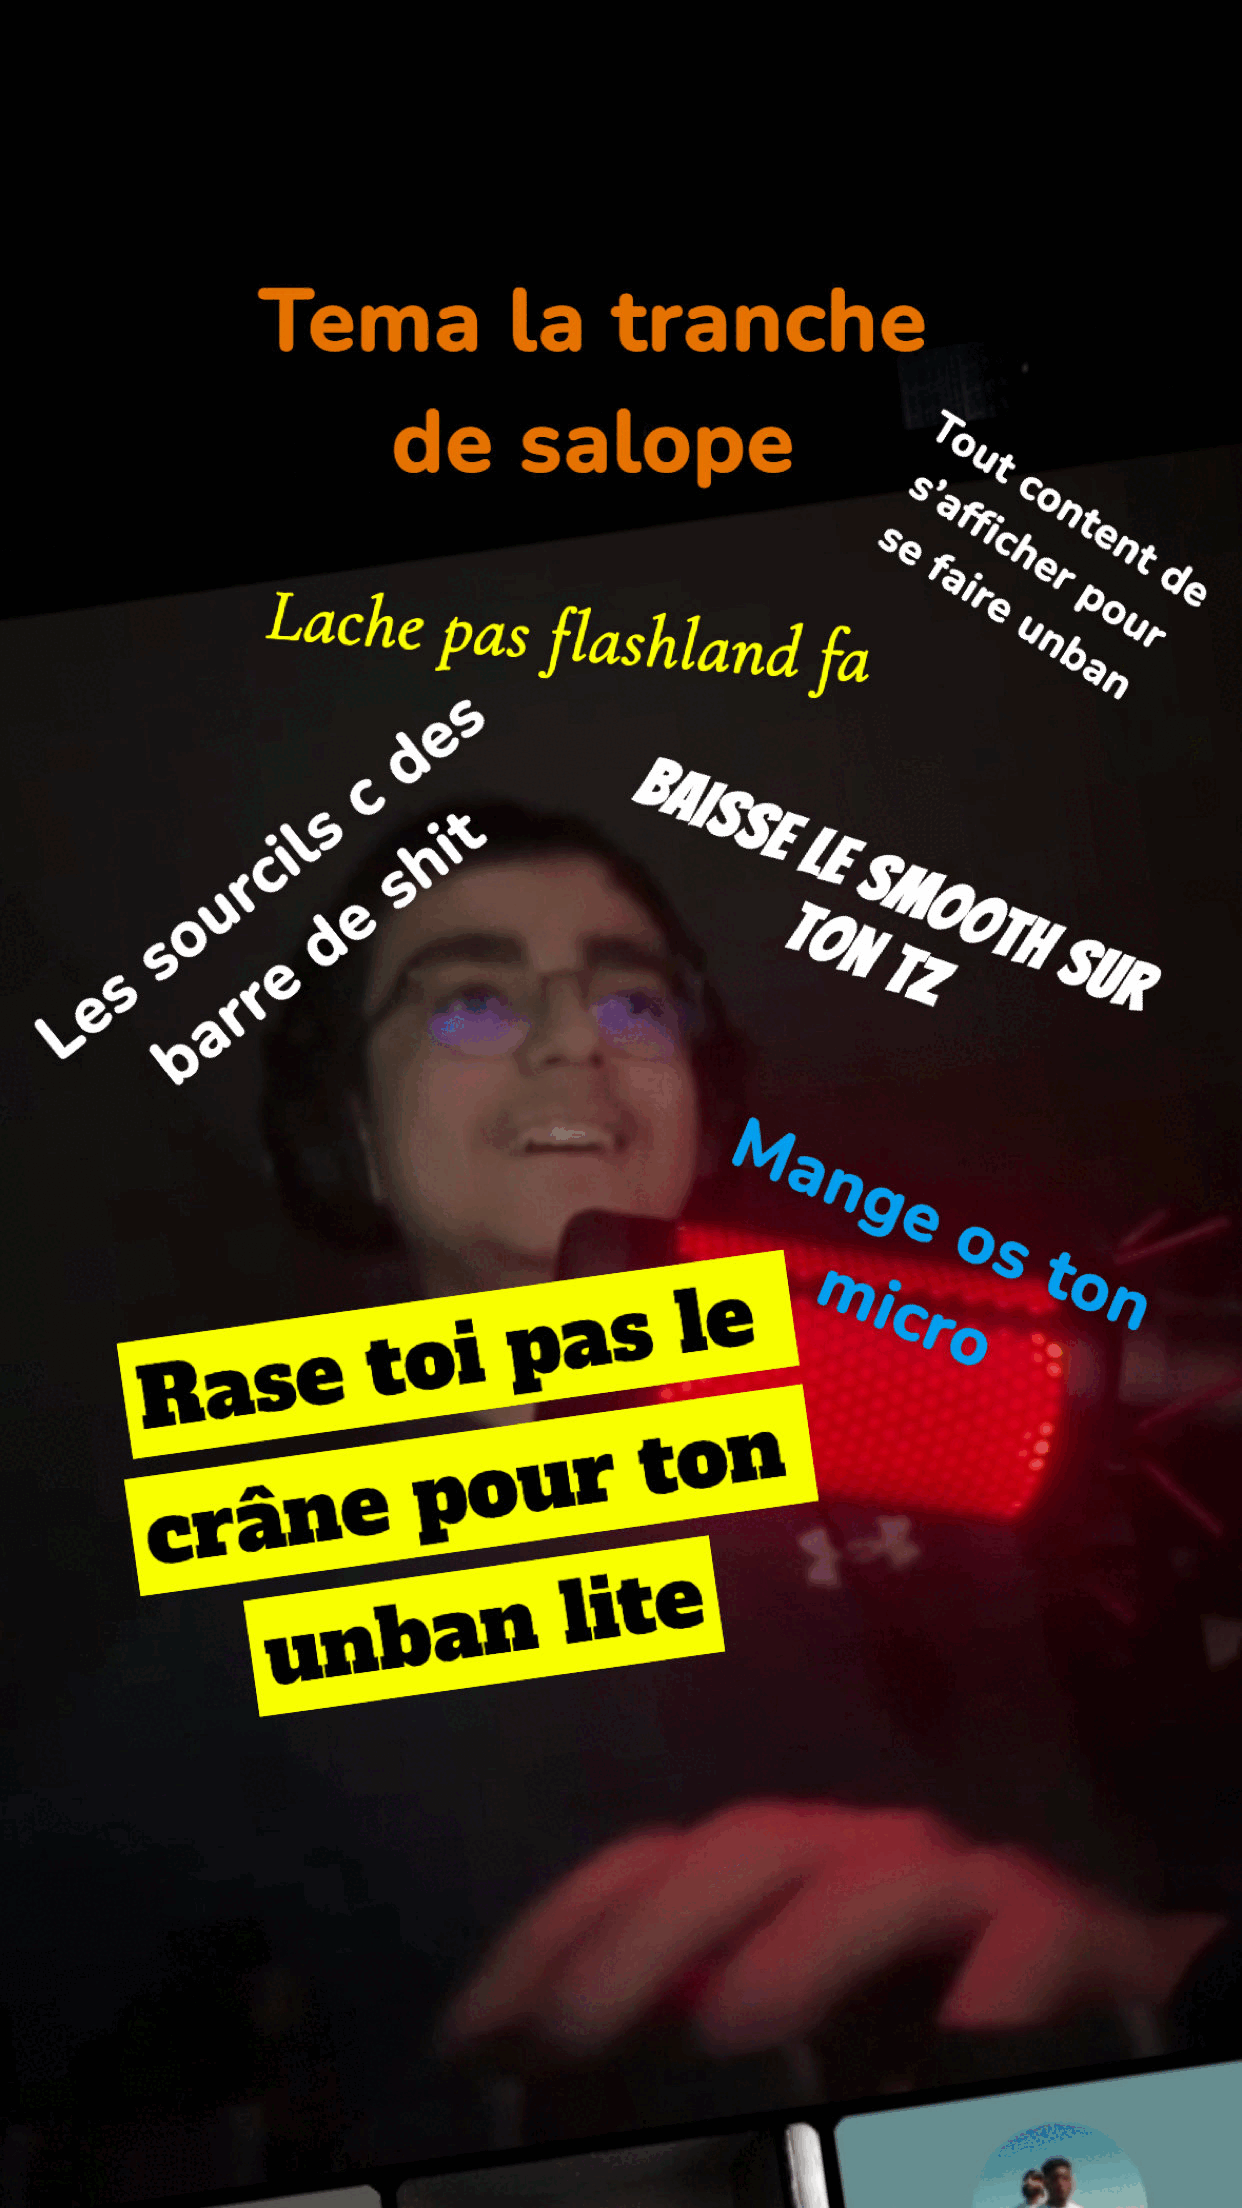 Tema la tranche
de salope
Tout content de
s'afficher pour
se faire unban
Lache pas flashland fa
Les sourcils c des
barre de shit
BAISSE LE SMOOTH SUR
TON TZ
Mange os ton
micro
Rase toi pas le
crâne pour ton
unban lite